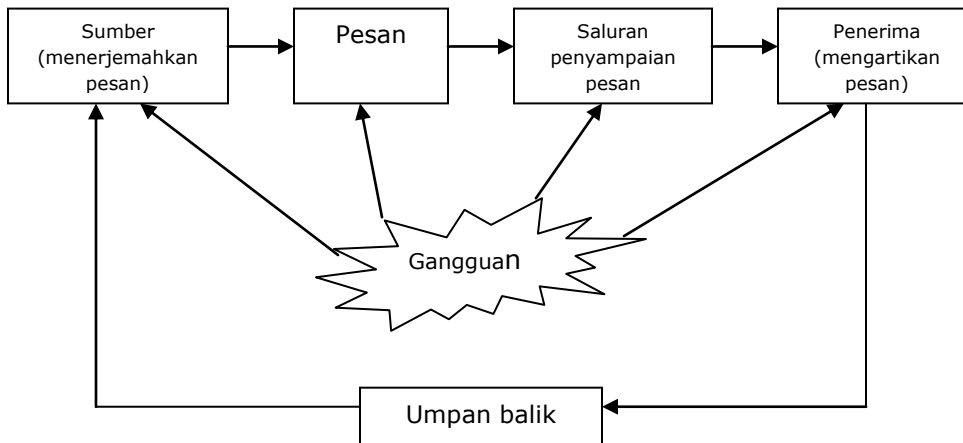 Sumber
(menerjemahkan
pesan)
Pesan
Saluran
penyampaian
pesan
Penerima
(mengartikan
pesan)
Gangguan
Umpan balik